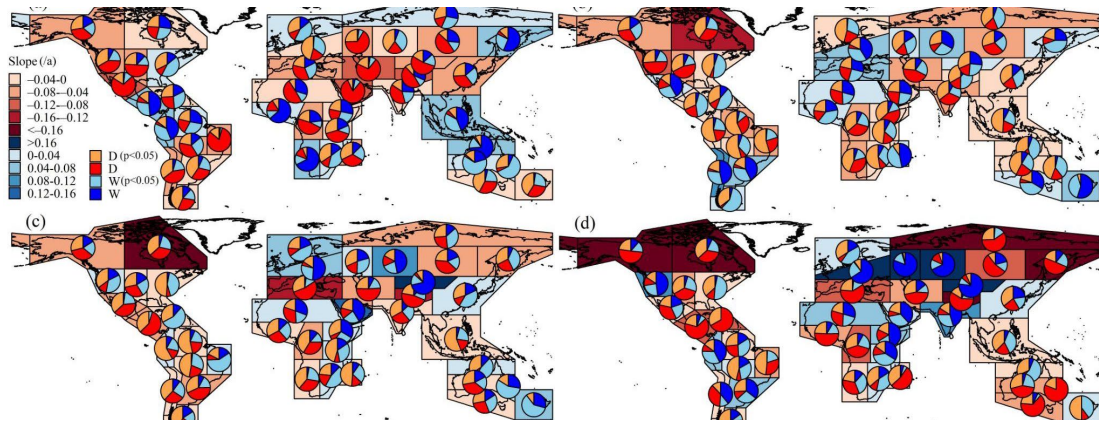 Slope (/a)
−0.04-0
−0.08-−0.04
−0.12-−0.08
−0.16-−0.12
<−0.16
>0.16
0-0.04
0.04-0.08
0.08-0.12
0.12-0.16
D (p<0.05)
D
W (p<0.05)
W
(c)
(d)